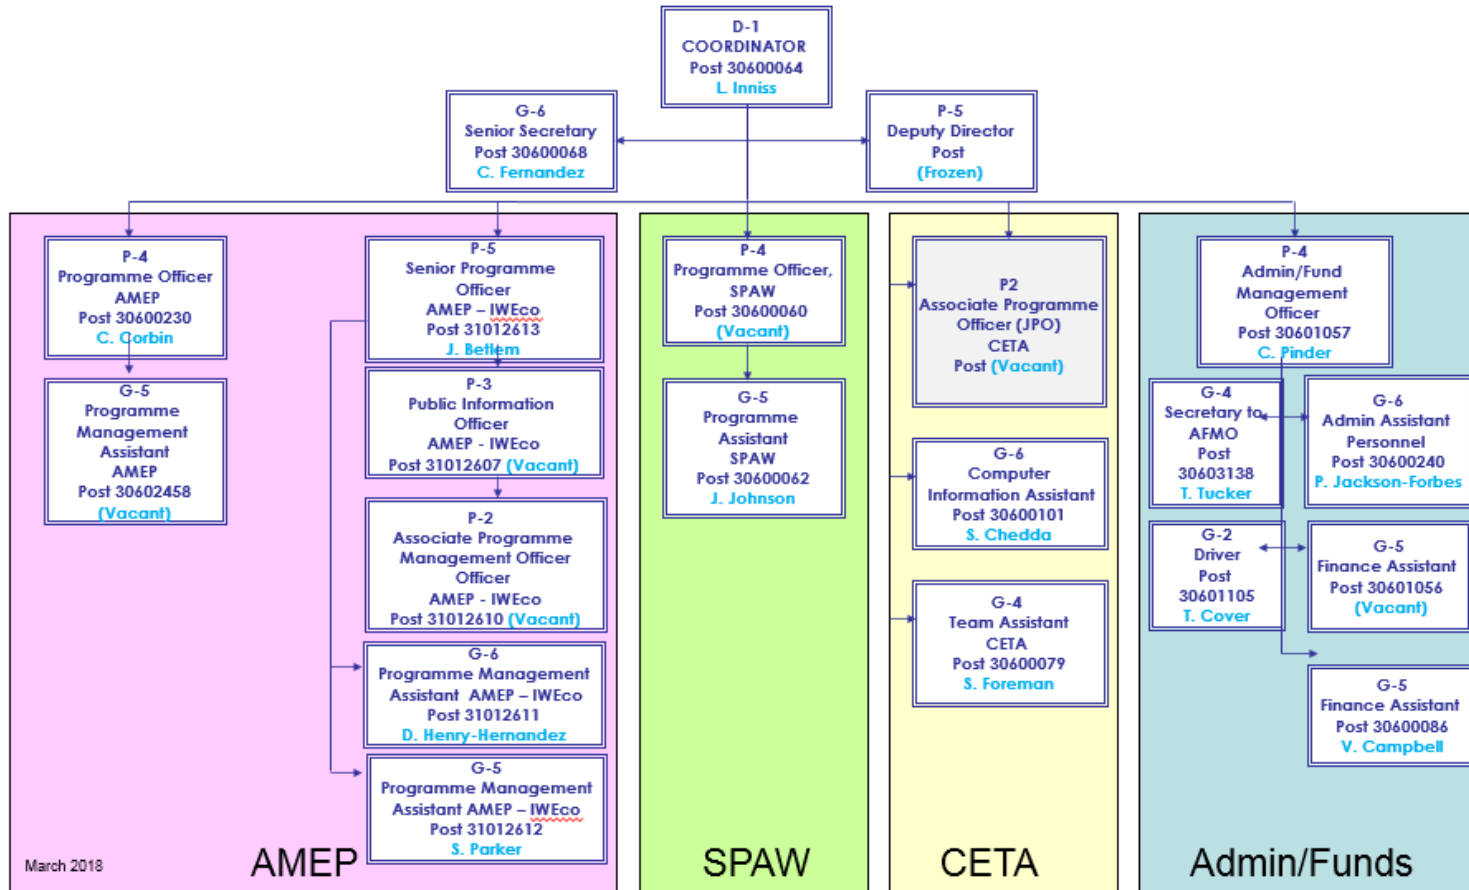 D-1
COORDINATOR
Post 30600064
L. Inniss
G-6
Senior Secretary
Post 30600068
C. Fernandez
P-5
Deputy Director
Post
(Frozen)
P-4
Programme Officer
AMEP
Post 30600230
C. Corbin
G-5
Programme
Management
Assistant
AMEP
Post 30602458
(Vacant)
P-5
Senior Programme
Officer
AMEP – IWEco
Post 31012613
J. Betlem
P-3
Public Information
Officer
AMEP - IWEco
Post 31012607 (Vacant)
P-2
Associate Programme
Management Officer
Officer
AMEP - IWEco
Post 31012610 (Vacant)
G-6
Programme Management
Assistant AMEP – IWEco
Post 31012611
D. Henry-Hernandez
G-5
Programme Management
Assistant AMEP – IWEco
Post 31012612
S. Parker
March 2018
AMEP
P-4
Programme Officer,
SPAW
Post 30600060
(Vacant)
G-5
Programme
Assistant
SPAW
Post 30600062
J. Johnson
SPAW
P2
Associate Programme
Officer (JPO)
CETA
Post (Vacant)
G-6
Computer
Information Assistant
Post 30600101
S. Chedda
G-4
Team Assistant
CETA
Post 30600079
S. Foreman
CETA
P-4
Admin/Fund
Management
Officer
Post 30601057
C. Pinder
G-4
Secretary to
AFMO
Post
30603138
T. Tucker
G-6
Admin Assistant
Personnel
Post 30600240
P. Jackson-Forbes
G-2
Driver
Post
30601105
T. Cover
G-5
Finance Assistant
Post 30601056
(Vacant)
G-5
Finance Assistant
Post 30600086
V. Campbell
Admin/Funds